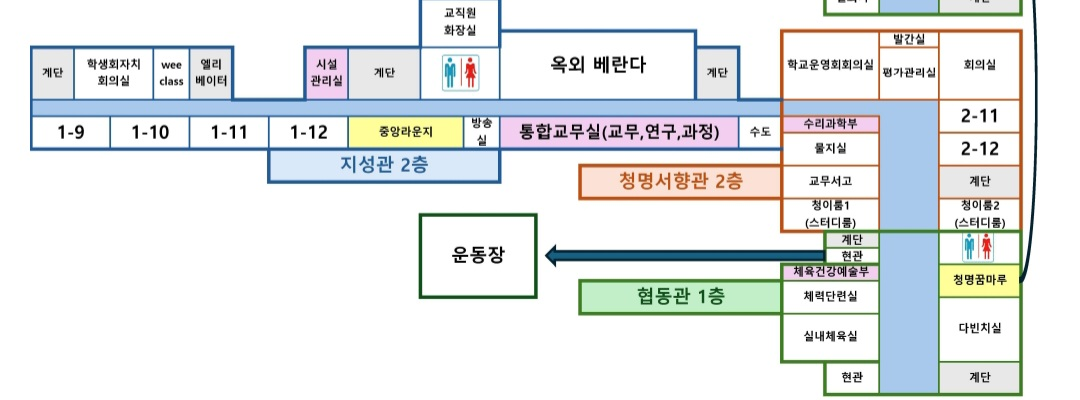 교직원
화장실
계단
학생회자치
회의실
wee
class
엘리
베이터
시설
관리실
계단
옥외 베란다
계단
학교운영회회의실
발간실
평가관리실
회의실
1-9
1-10
1-11
1-12
중앙라운지
방송
실
통합교무실(교무,연구,과정)
수도
수리과학부
2-11
물지실
2-12
지성관 2층
청명서향관 2층
교무서고
계단
청이룸1
(스터디룸)
청이룸2
(스터디룸)
운동장
계단
현관
체육건강예술부
청명꿈마루
협동관 1층
체력단련실
다빈치실
실내체육실
현관
계단